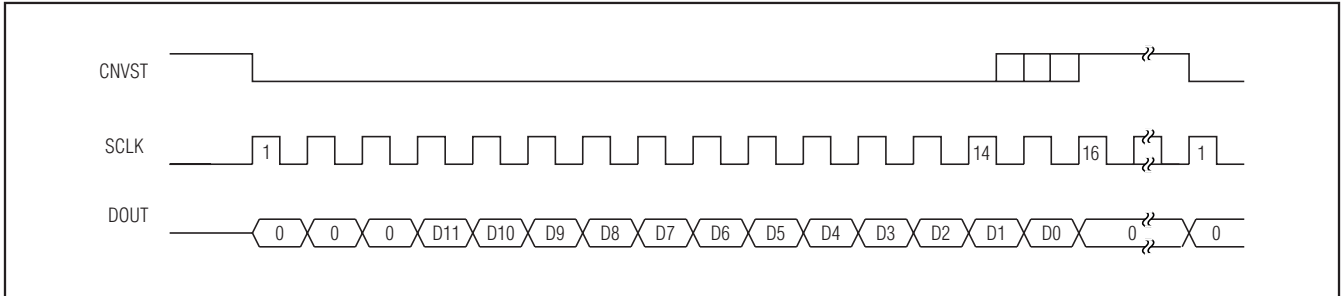 CNVST
SCLK 1 14 16 1
DOUT 0 0 0 D11 D10 D9 D8 D7 D6 D5 D4 D3 D2 D1 D0 0 0